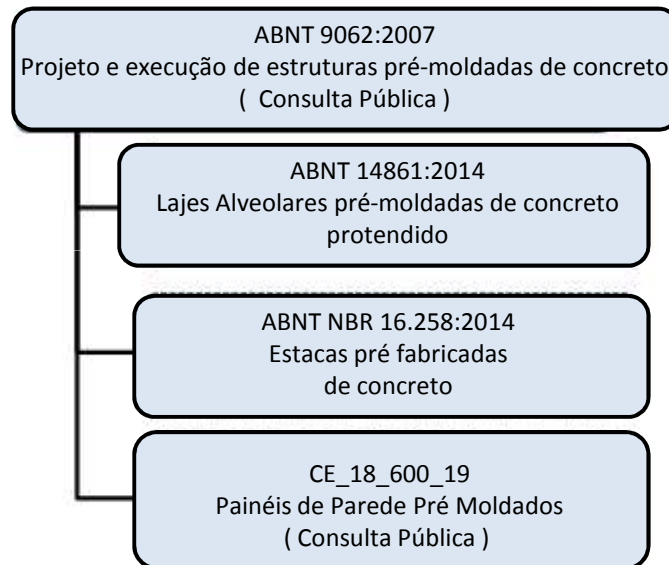 ABNT 9062:2007
Projeto e execução de estruturas pré-moldadas de concreto
( Consulta Pública )
ABNT 14861:2014
Lajes Alveolares pré-moldadas de concreto
protendido
ABNT NBR 16.258:2014
Estacas pré fabricadas
de concreto
CE_18_600_19
Painéis de Parede Pré Moldados
( Consulta Pública )